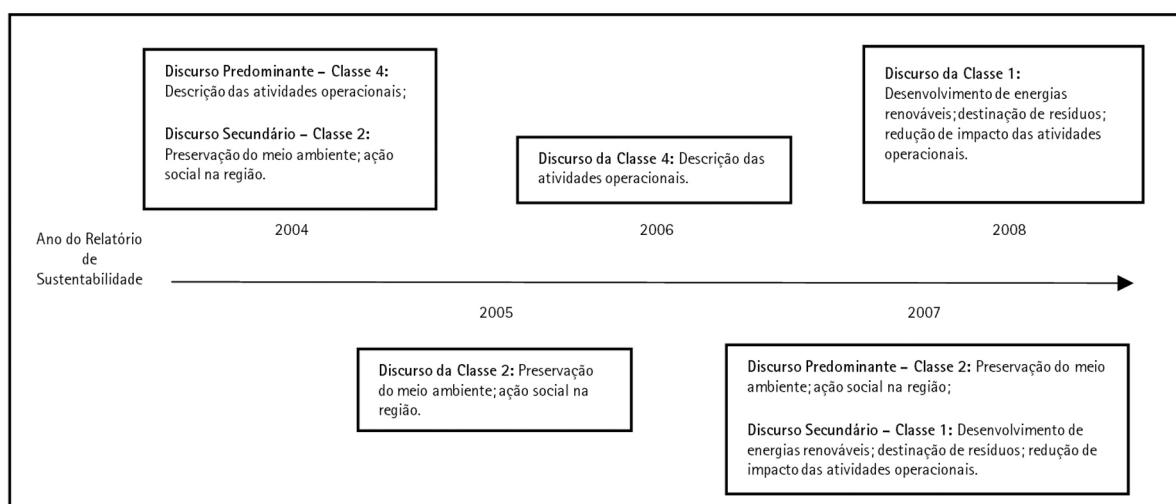 Discurso Predominante – Classe 4:
Descrição das atividades operacionais;
Discurso Secundário – Classe 2:
Preservação do meio ambiente; ação
social na região.
Discurso da Classe 4: Descrição das
atividades operacionais.
Discurso da Classe 1:
Desenvolvimento de energias
renováveis; destinação de resíduos;
redução de impacto das atividades
operacionais.
2004
2006
2008
Ano do Relatório
de
Sustentabilidade
2005
2007
Discurso da Classe 2: Preservação
do meio ambiente; ação social na
região.
Discurso Predominante – Classe 2: Preservação do meio
ambiente; ação social na região;
Discurso Secundário – Classe 1: Desenvolvimento de
energias renováveis; destinação de resíduos; redução de
impacto das atividades operacionais.